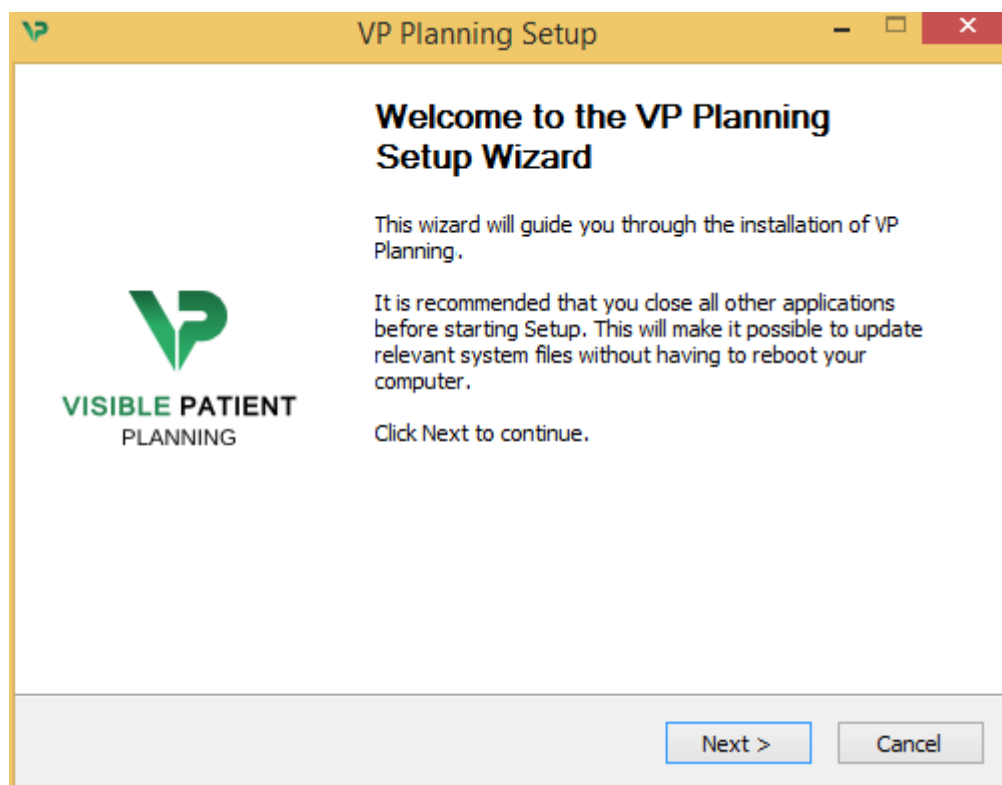 VP Planning Setup
Welcome to the VP Planning
Setup Wizard
This wizard will guide you through the installation of VP
Planning.
It is recommended that you close all other applications
before starting Setup. This will make it possible to update
relevant system files without having to reboot your
computer.
Click Next to continue.
VISIBLE PATIENT
PLANNING
Next >
Cancel